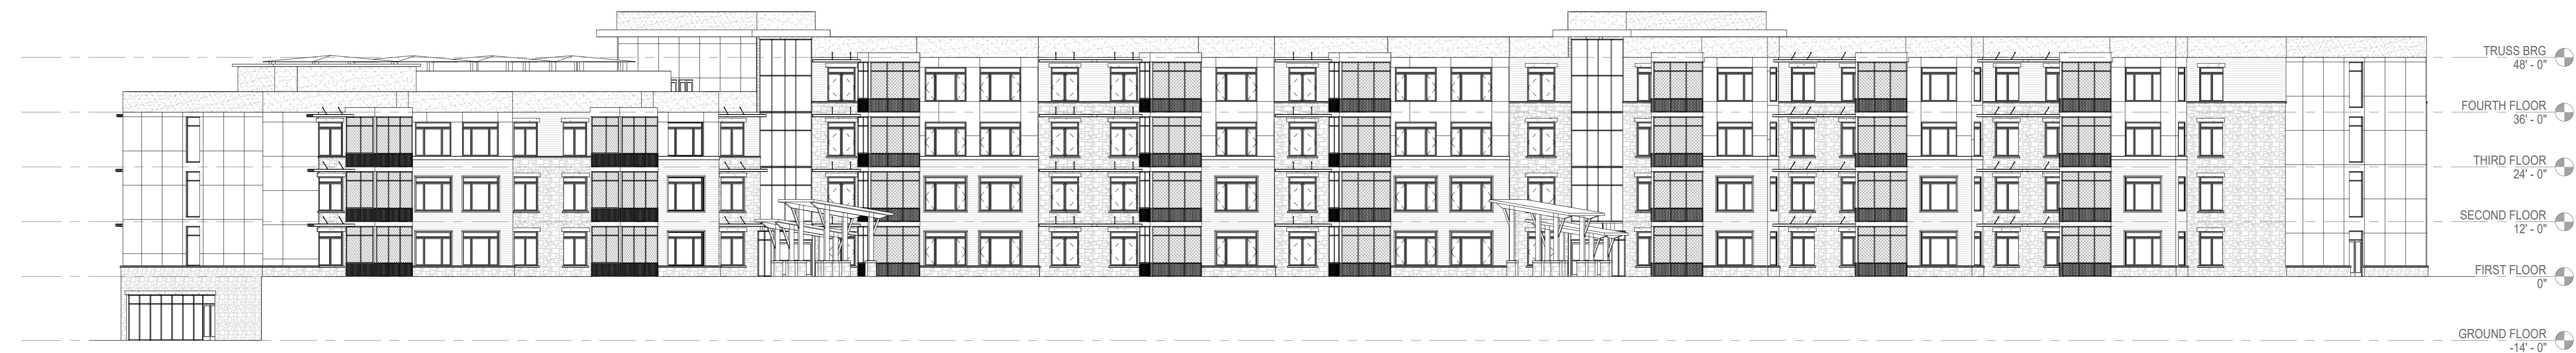 TRUSS BRG
48' - 0"
FOURTH FLOOR
36' - 0"
THIRD FLOOR
24' - 0"
SECOND FLOOR
12' - 0"
FIRST FLOOR
0"
GROUND FLOOR
-14' - 0"